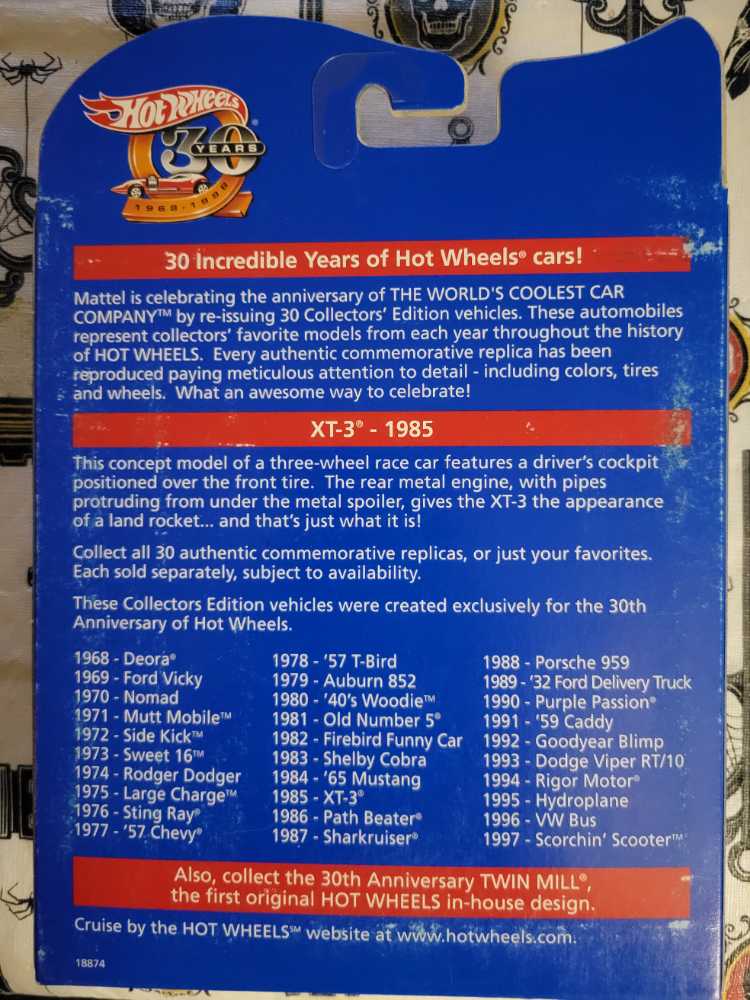 HOT WHEELS®
30
YEARS
1968-1998
30 Incredible Years of Hot Wheels® cars!
Mattel is celebrating the anniversary of THE WORLD'S COOLEST CAR
COMPANY™ by re-issuing 30 Collectors' Edition vehicles. These automobiles
represent collectors' favorite models from each year throughout the history
of HOT WHEELS. Every authentic commemorative replica has been
reproduced paying meticulous attention to detail - including colors, tires
and wheels. What an awesome way to celebrate!
XT-3® - 1985
This concept model of a three-wheel race car features a driver's cockpit
positioned over the front tire. The rear metal engine, with pipes
protruding from under the metal spoiler, gives the XT-3 the appearance
of a land rocket... and that's just what it is!
Collect all 30 authentic commemorative replicas, or just your favorites.
Each sold separately, subject to availability.
These Collectors Edition vehicles were created exclusively for the 30th
Anniversary of Hot Wheels.
1968 - Deora®
1969 - Ford Vicky
1970 - Nomad
1971 - Mutt Mobile™
1972 - Side Kick™
1973 - Sweet 16™
1974 - Rodger Dodger
1975 - Large Charge™
1976 - Sting Ray®
1977 - '57 Chevy®
1978 - '57 T-Bird
1979 - Auburn 852
1980 - '40's Woodie™
1981 - Old Number 5®
1982 - Firebird Funny Car
1983 - Shelby Cobra
1984 - '65 Mustang
1985 - XT-3®
1986 - Path Beater®
1987 - Sharkruiser®
1988 - Porsche 959
1989 - '32 Ford Delivery Truck
1990 - Purple Passion®
1991 - '59 Caddy
1992 - Goodyear Blimp
1993 - Dodge Viper RT/10
1994 - Rigor Motor®
1995 - Hydroplane
1996 - VW Bus
1997 - Scorchin' Scooter™
Also, collect the 30th Anniversary TWIN MILL®,
the first original HOT WHEELS in-house design.
Cruise by the HOT WHEELS℠ website at www.hotwheels.com.
18874